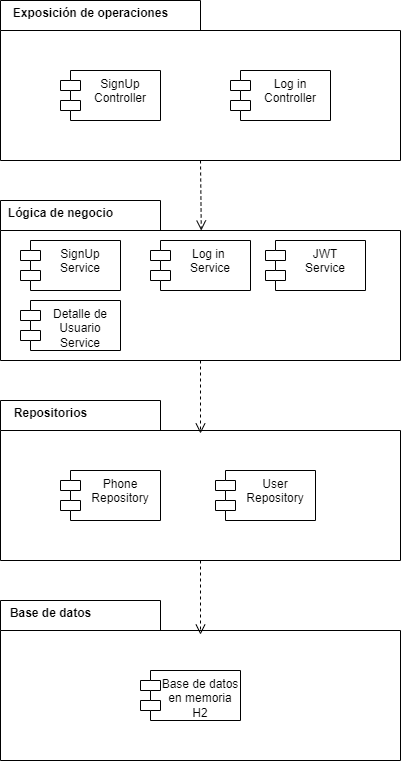 Exposición de operaciones
SignUp
Controller
Log in
Controller
Lógica de negocio
SignUp
Service
Log in
Service
JWT
Service
Detalle de
Usuario
Service
Repositorios
Phone
Repository
User
Repository
Base de datos
Base de datos
en memoria
H2